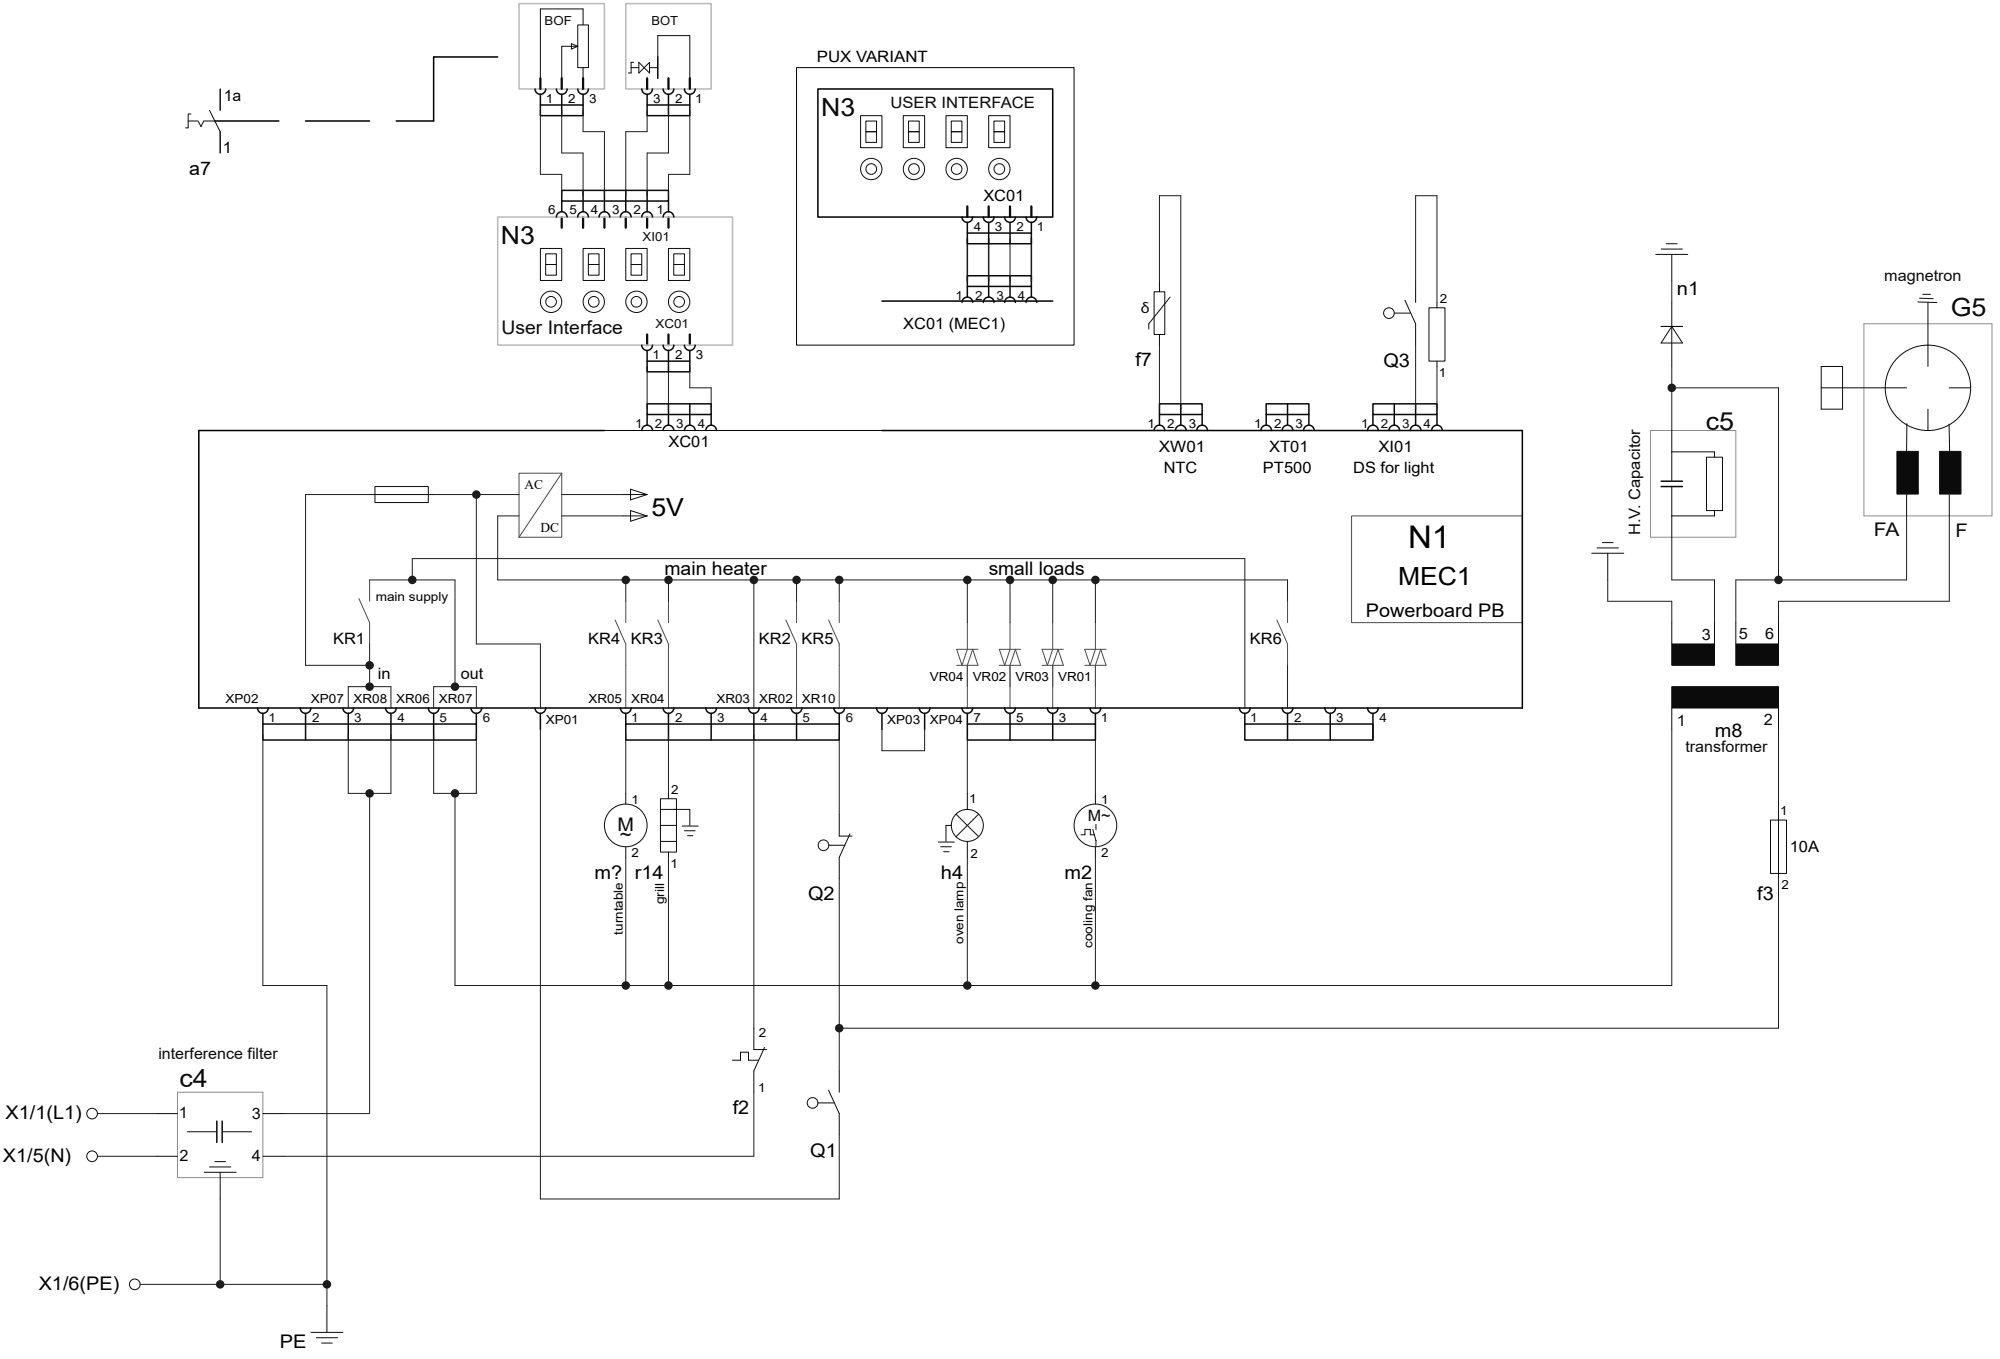 BOF
BOT
1 2 3
3 2 1
1a
1
a7
6 5 4 3 2 1
N3
XI01
User Interface
XC01
1 2 3
PUX VARIANT
N3
USER INTERFACE
XC01
4 3 2 1
1 2 3 4
XC01 (MEC1)
δ
f7
Q3
2
1
n1
magnetron
G5
c5
H.V. Capacitor
FA
F
1 2 3 4
XC01
1 2 3
XW01
NTC
1 2 3
XT01
PT500
1 2 3 4
XI01
DS for light
AC
DC
5V
N1
MEC1
Powerboard PB
main heater
small loads
main supply
KR1
KR4
KR3
KR2
KR5
KR6
in
out
VR04
VR02
VR03
VR01
XP02
XP07
XR08
XR06
XR07
XR05
XR04
XR03
XR02
XR10
1 2 3 4 5 6
XP01
1 2 3 4 5 6
XP03
XP04
7 5 3 1
1 2 3 4
3
5 6
1 2
m8
transformer
1
M
~
2
m?
turntable
2
1
r14
grill
Q2
1
2
h4
oven lamp
1
M~
2
m2
cooling fan
1
10A
2
f3
2
1
f2
Q1
interference filter
c4
X1/1(L1)
1 3
X1/5(N)
2 4
X1/6(PE)
PE